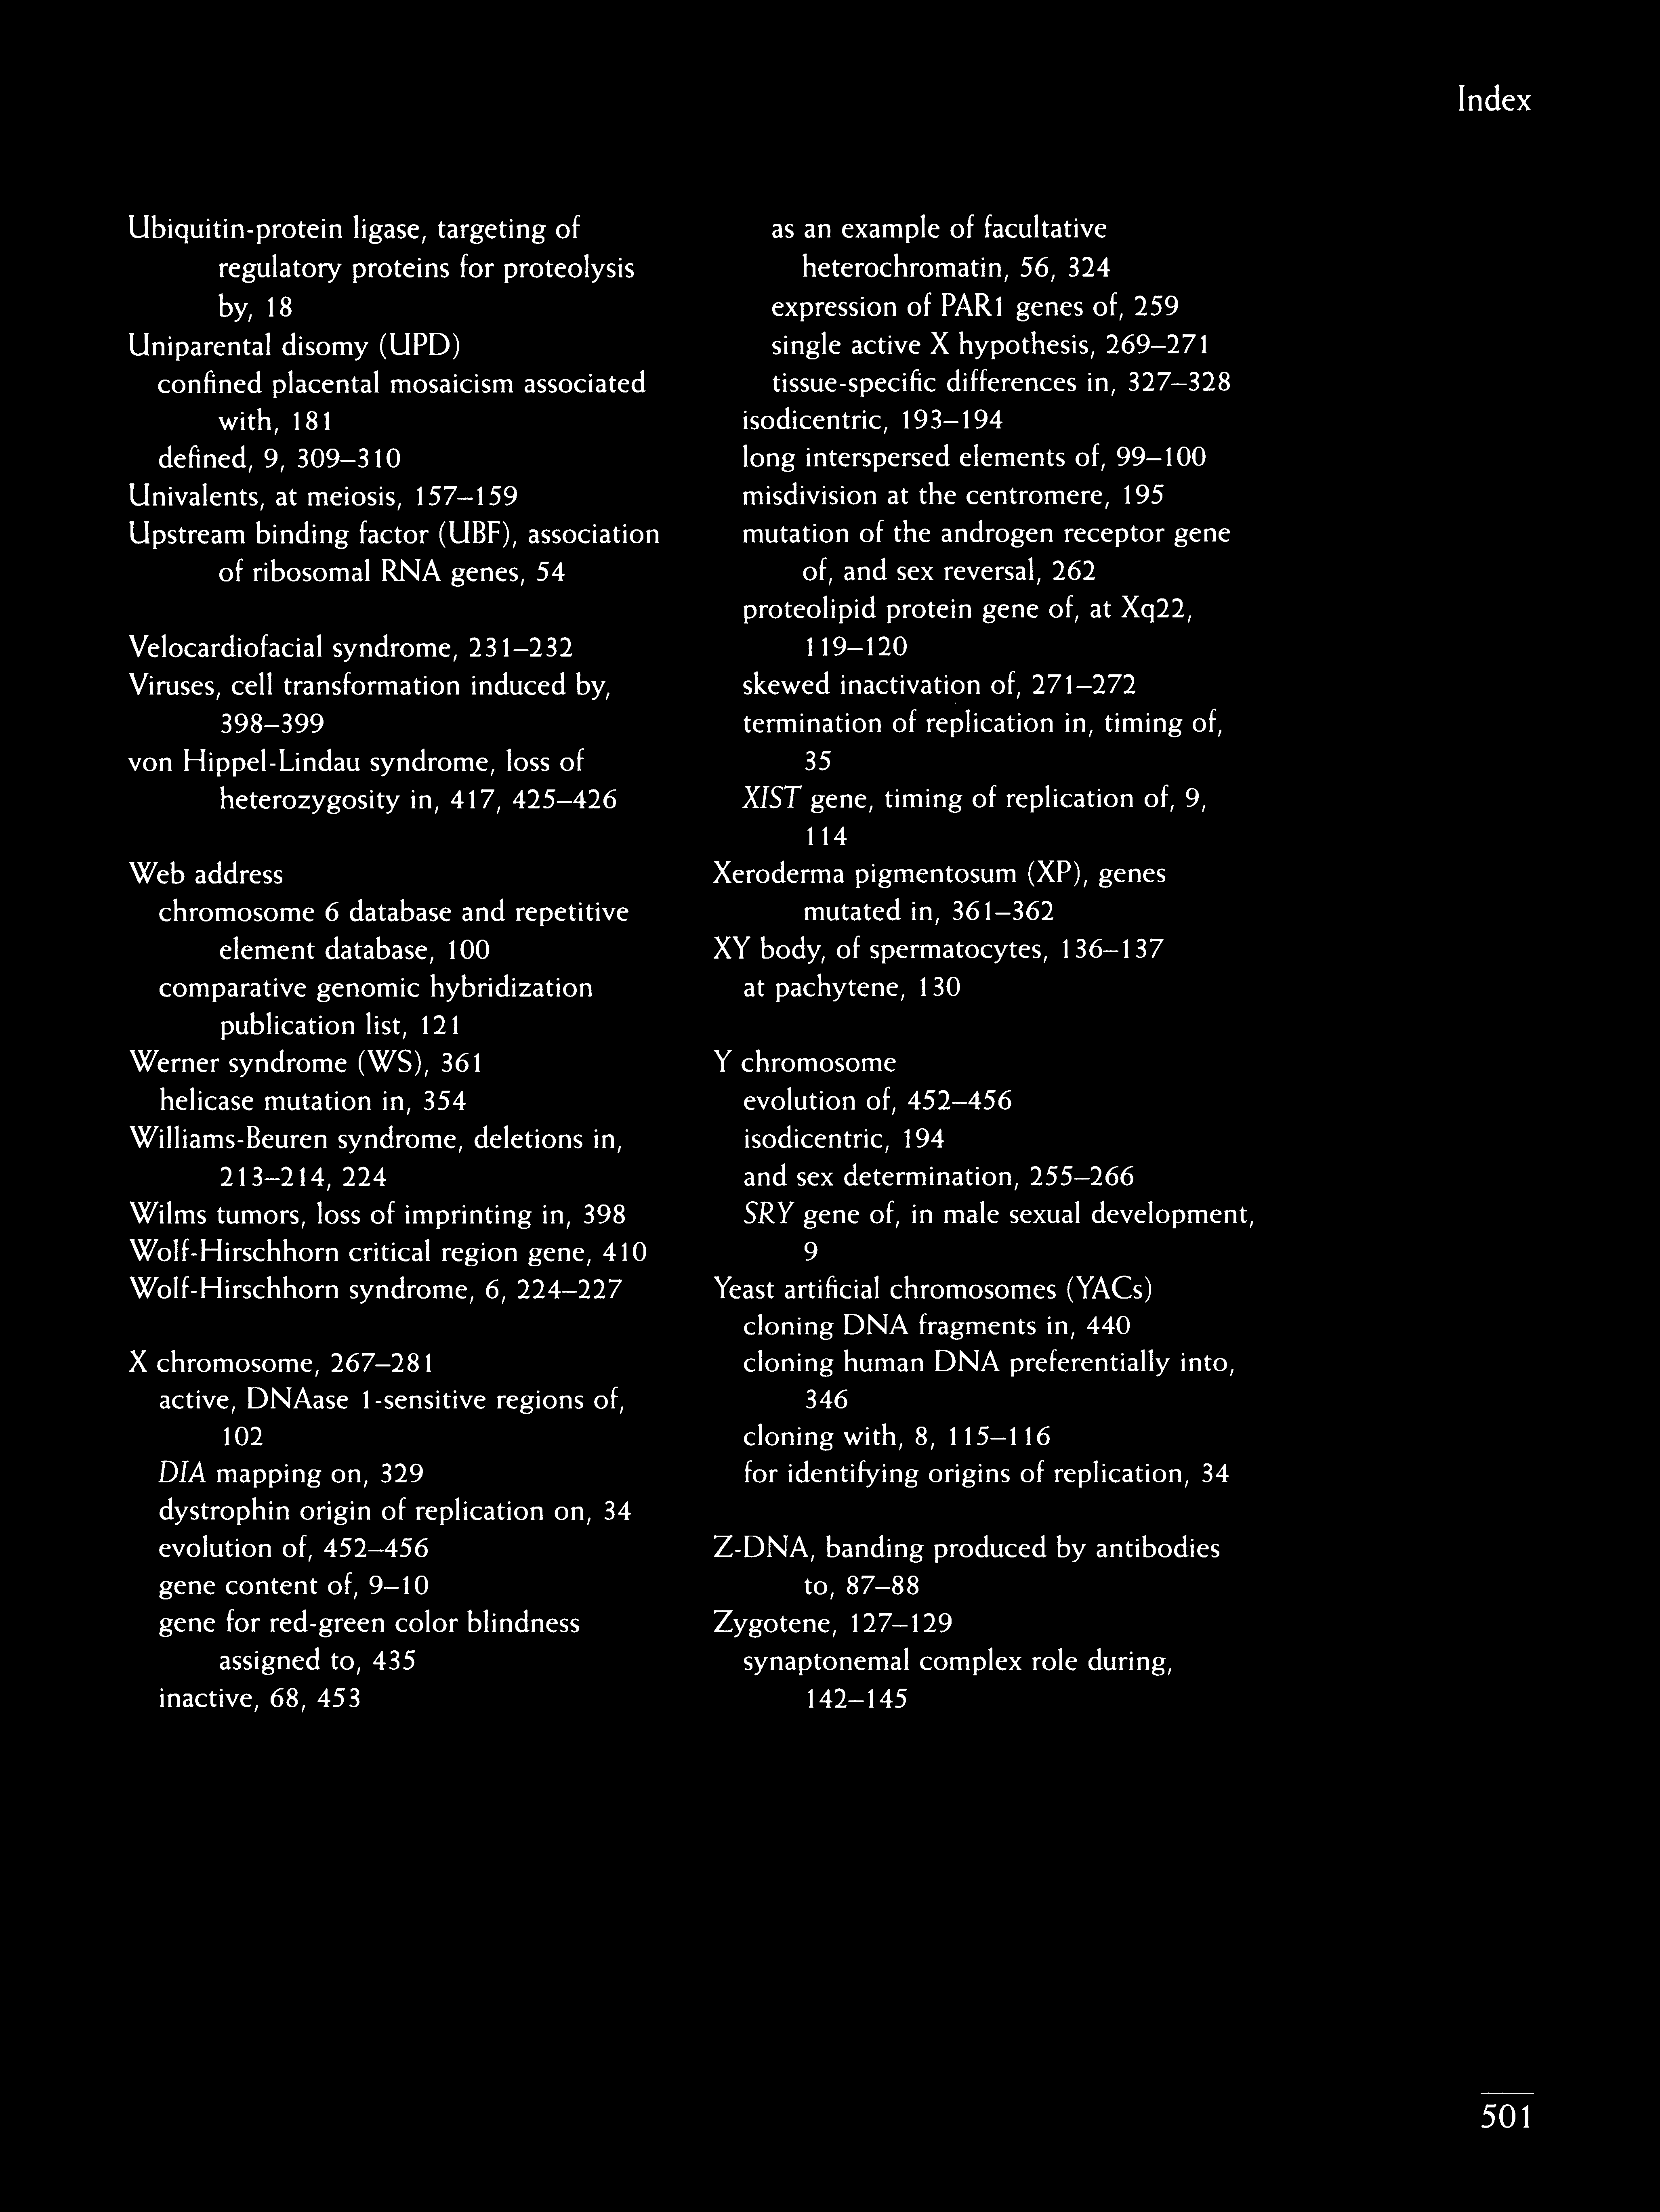 Index
Ubiquitin-protein ligase, targeting of
regulatory proteins for proteolysis
by, 18
Uniparental disomy (UPD)
confined placental mosaicism associated
with, 181
defined, 9, 309–310
Univalents, at meiosis, 157–159
Upstream binding factor (UBF), association
of ribosomal RNA genes, 54
Velocardiofacial syndrome, 231–232
Viruses, cell transformation induced by,
398–399
von Hippel-Lindau syndrome, loss of
heterozygosity in, 417, 425–426
Web address
chromosome 6 database and repetitive
element database, 100
comparative genomic hybridization
publication list, 121
Werner syndrome (WS), 361
helicase mutation in, 354
Williams-Beuren syndrome, deletions in,
213–214, 224
Wilms tumors, loss of imprinting in, 398
Wolf-Hirschhorn critical region gene, 410
Wolf-Hirschhorn syndrome, 6, 224–227
X chromosome, 267–281
active, DNAase 1-sensitive regions of,
102
DIA mapping on, 329
dystrophin origin of replication on, 34
evolution of, 452–456
gene content of, 9–10
gene for red-green color blindness
assigned to, 435
inactive, 68, 453
as an example of facultative
heterochromatin, 56, 324
expression of PAR1 genes of, 259
single active X hypothesis, 269–271
tissue-specific differences in, 327–328
isodicentric, 193–194
long interspersed elements of, 99–100
misdivision at the centromere, 195
mutation of the androgen receptor gene
of, and sex reversal, 262
proteolipid protein gene of, at Xq22,
119–120
skewed inactivation of, 271–272
termination of replication in, timing of,
35
XIST gene, timing of replication of, 9,
114
Xeroderma pigmentosum (XP), genes
mutated in, 361–362
XY body, of spermatocytes, 136–137
at pachytene, 130
Y chromosome
evolution of, 452–456
isodicentric, 194
and sex determination, 255–266
SRY gene of, in male sexual development,
9
Yeast artificial chromosomes (YACs)
cloning DNA fragments in, 440
cloning human DNA preferentially into,
346
cloning with, 8, 115–116
for identifying origins of replication, 34
Z-DNA, banding produced by antibodies
to, 87–88
Zygotene, 127–129
synaptonemal complex role during,
142–145
501